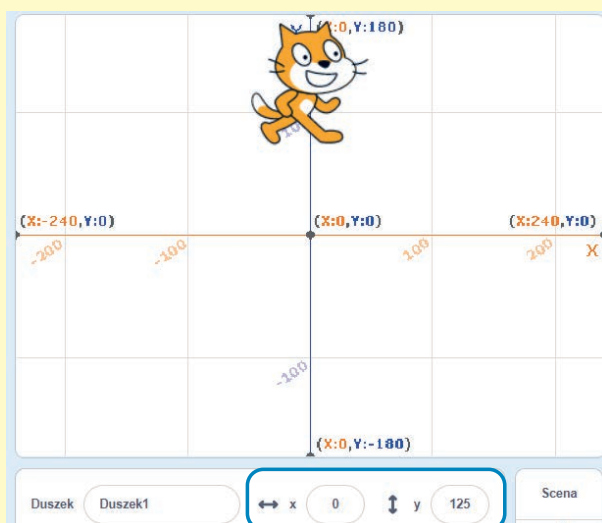 (X:0,Y:180)
100
(X:-240,Y:0) (X:0,Y:0) (X:240,Y:0)
-200 -100 100 200 X
-100
(X:0,Y:-180)
Duszek Duszek1 x 0 y 125 Scena